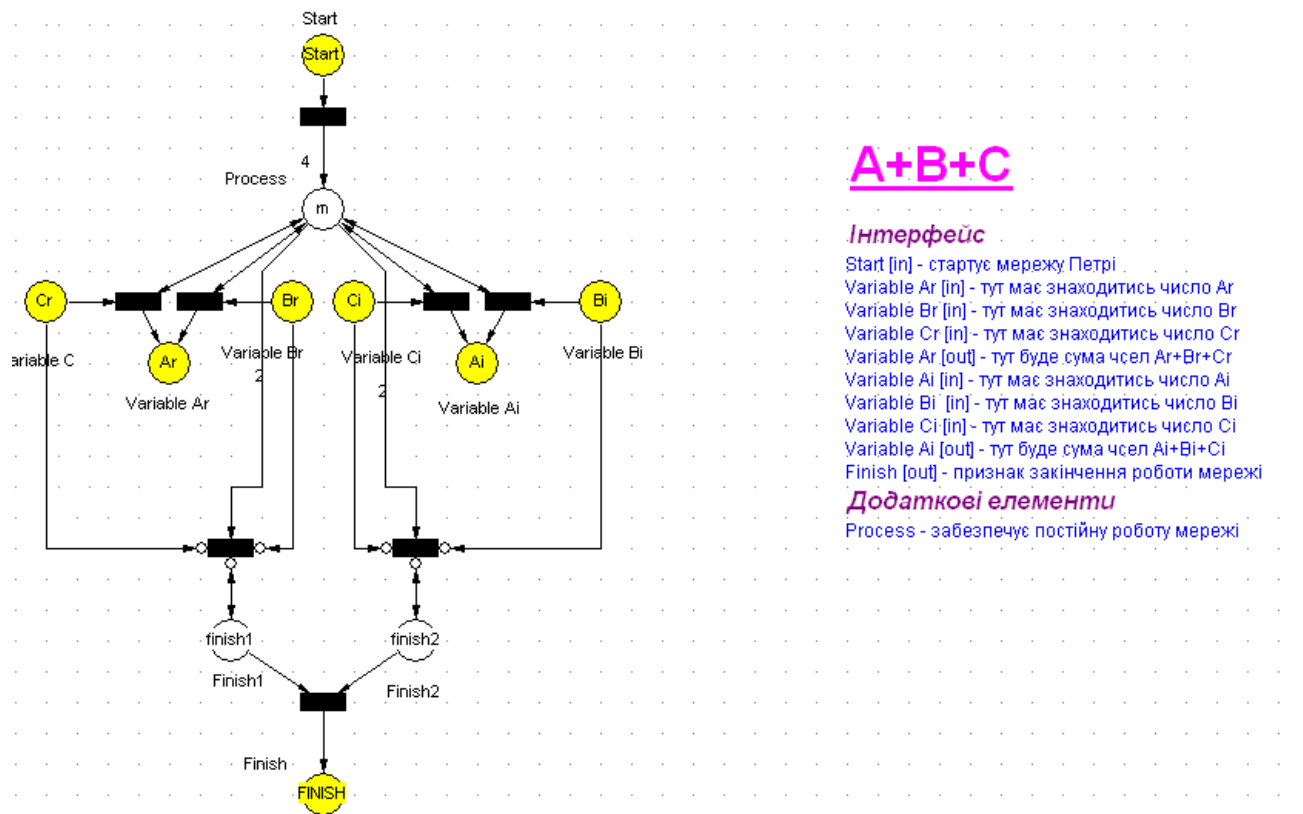 Start
Start
4
Process
m
A+B+C
Інтерфейс
Start [in] - стартує мережу Петрі
Variable Ar [in] - тут має знаходитись число Ar
Variable Br [in] - тут має знаходитись число Br
Variable Cr [in] - тут має знаходитись число Cr
Variable Ar [out] - тут буде сума чсел Ar+Br+Cr
Variable Ai [in] - тут має знаходитись число Ai
Variable Bi [in] - тут має знаходитись число Bi
Variable Ci [in] - тут має знаходитись число Ci
Variable Ai [out] - тут буде сума чсел Ai+Bi+Ci
Finish [out] - признак закінчення роботи мережі
Додаткові елементи
Process - забезпечує постійну роботу мережі
Cr Br Ci Bi
ariable C Ar Variable Br Variable Ci Ai Variable Bi
2 2
Variable Ar Variable Ai
finish1 finish2
Finish1 Finish2
Finish
FINISH